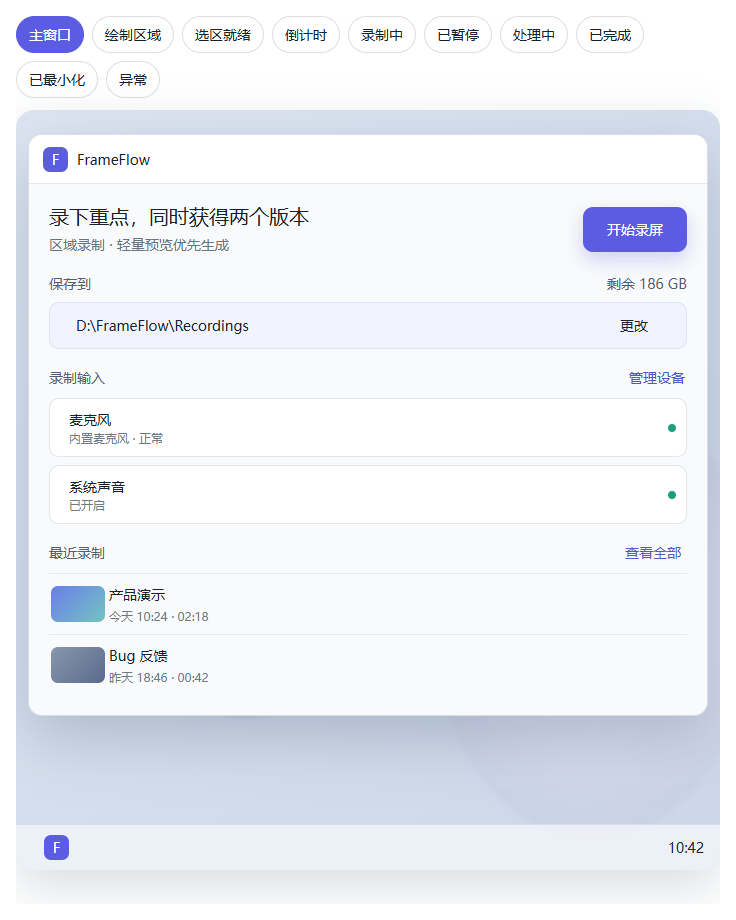 主窗口 绘制区域 选区就绪 倒计时 录制中 已暂停 处理中 已完成
已最小化 异常
F FrameFlow
录下重点，同时获得两个版本
区域录制 · 轻量预览优先生成
开始录屏
保存到 剩余 186 GB
D:\FrameFlow\Recordings 更改
录制输入 管理设备
麦克风
内置麦克风 · 正常
系统声音
已开启
最近录制 查看全部
产品演示
今天 10:24 · 02:18
Bug 反馈
昨天 18:46 · 00:42
F 10:42